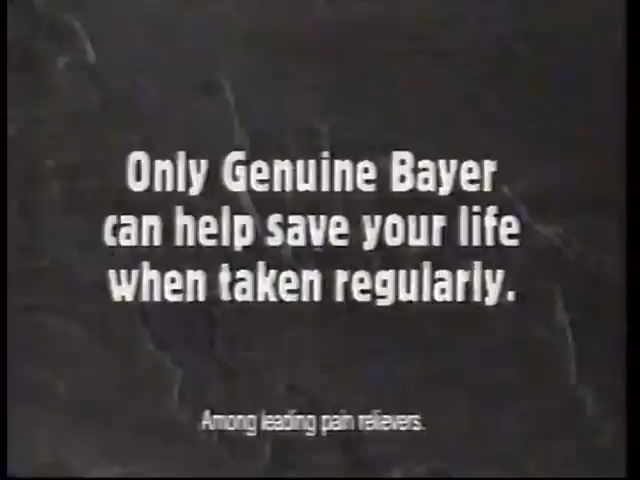 Only Genuine Bayer
can help save your life
when taken regularly.
Among leading pain relievers.